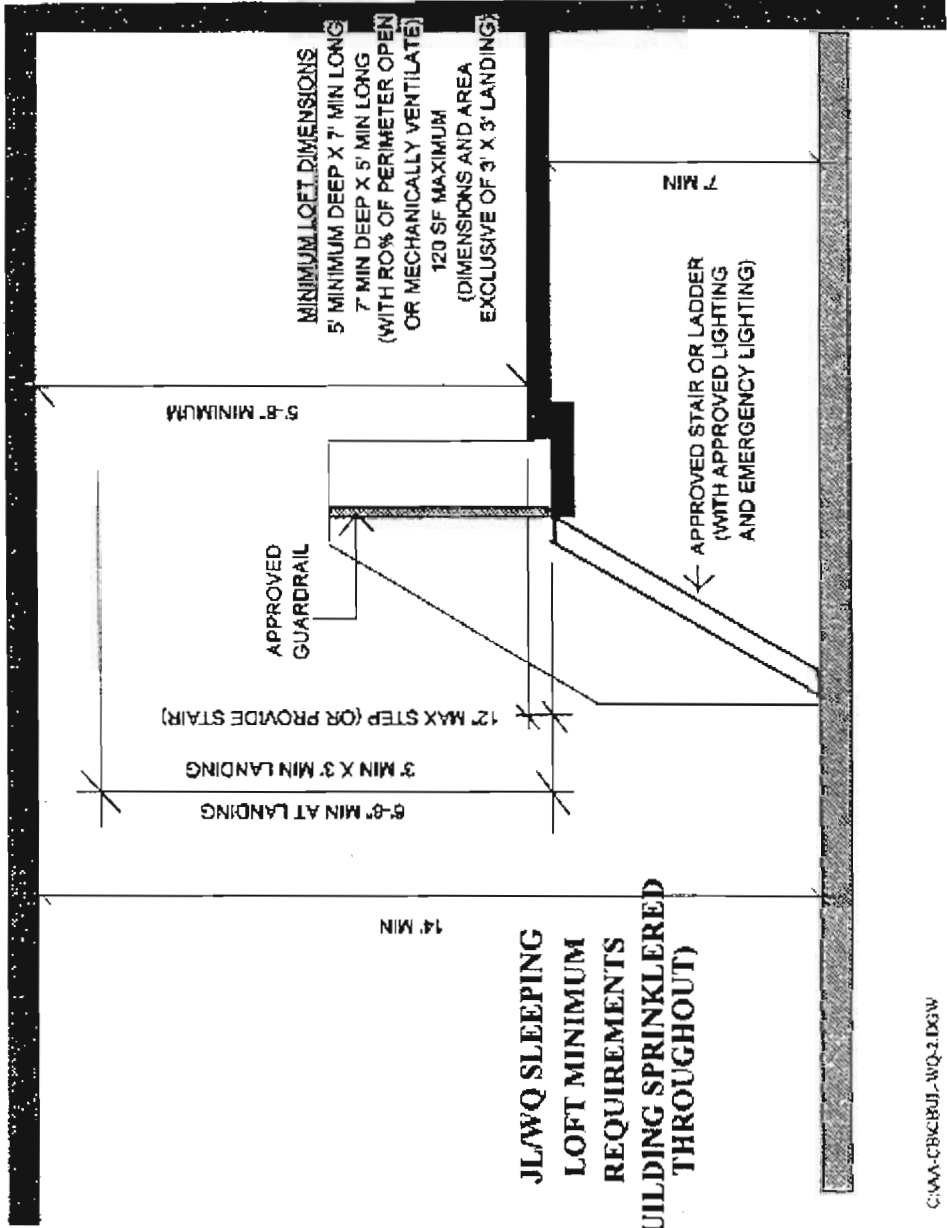 MINIMUM LOFT DIMENSIONS
5' MINIMUM DEEP X 7' MIN LONG
7' MIN DEEP X 5' MIN LONG
(WITH RO% OF PERIMETER OPEN
OR MECHANICALLY VENTILATE)
120 SF MAXIMUM
(DIMENSIONS AND AREA
EXCLUSIVE OF 3' X 3' LANDING)
5'-8" MINIMUM
7' MIN
APPROVED
GUARDRAIL
APPROVED STAIR OR LADDER
(WITH APPROVED LIGHTING
AND EMERGENCY LIGHTING)
12" MAX STEP (OR PROVIDE STAIR)
3' MIN X 3' MIN LANDING
6'-8" MIN AT LANDING
14' MIN
JL/WQ SLEEPING
LOFT MINIMUM
REQUIREMENTS
UILDING SPRINKLERED
THROUGHOUT)